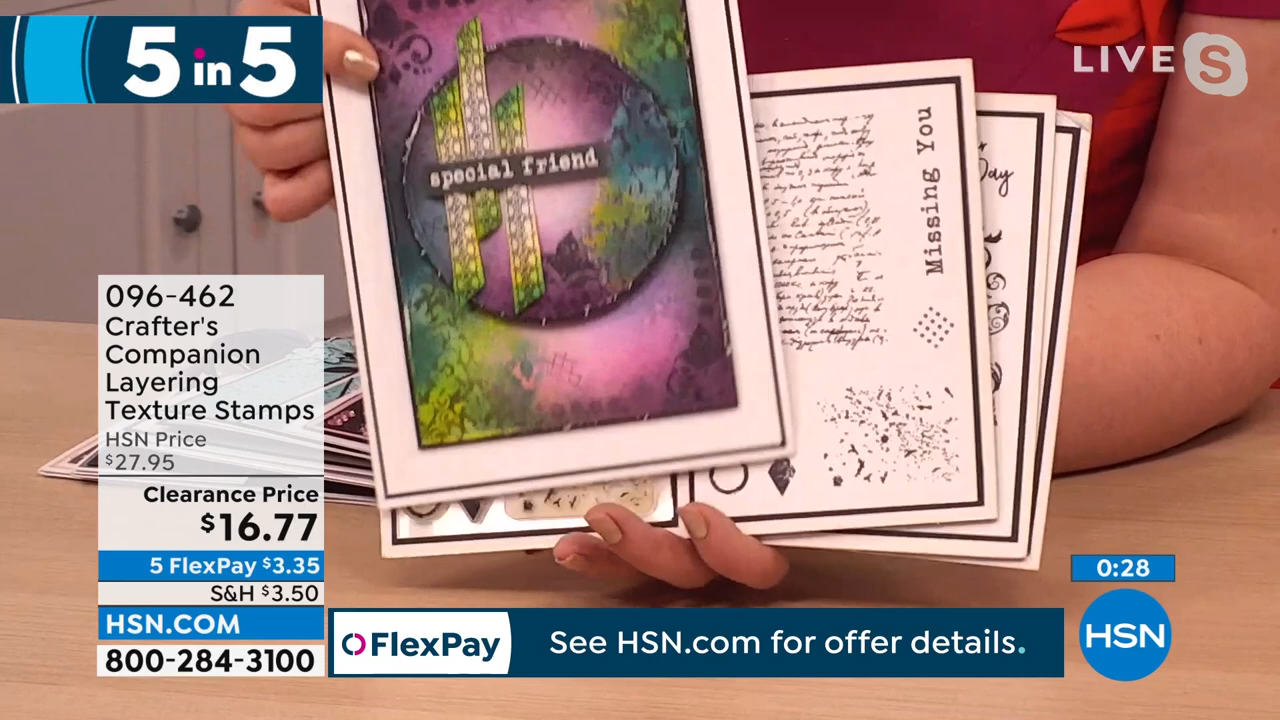 5 in 5
LIVE S
special friend
Missing You
Day
096-462
Crafter's
Companion
Layering
Texture Stamps
HSN Price
$27.95
Clearance Price
$16.77
5 FlexPay $3.35
S&H $3.50
HSN.COM
800-284-3100
FlexPay
See HSN.com for offer details.
0:28
HSN